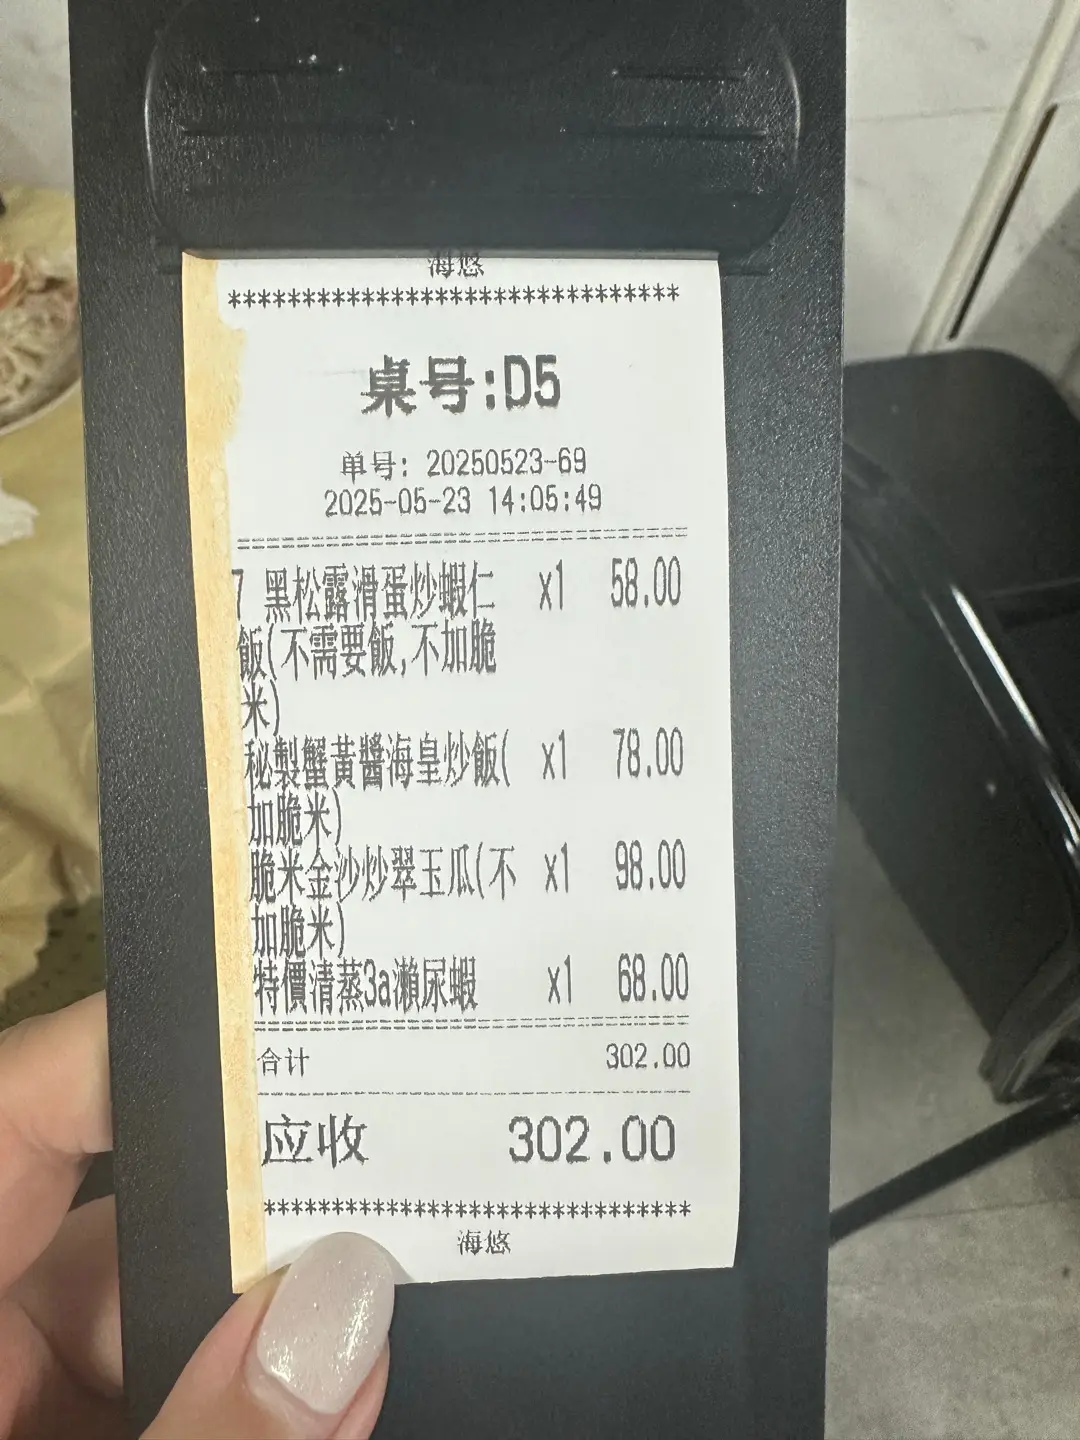 海悠
*******************************
桌号:D5
单号: 20250523-69
2025-05-23 14:05:49
7 黑松露滑蛋炒蝦仁 x1 58.00
飯(不需要飯,不加脆
米)
秘製蟹黃醬海皇炒飯( x1 78.00
加脆米)
脆米金沙炒翠玉瓜(不 x1 98.00
加脆米)
特價清蒸3a瀨尿蝦 x1 68.00
合计 302.00
应收 302.00
*******************************
海悠